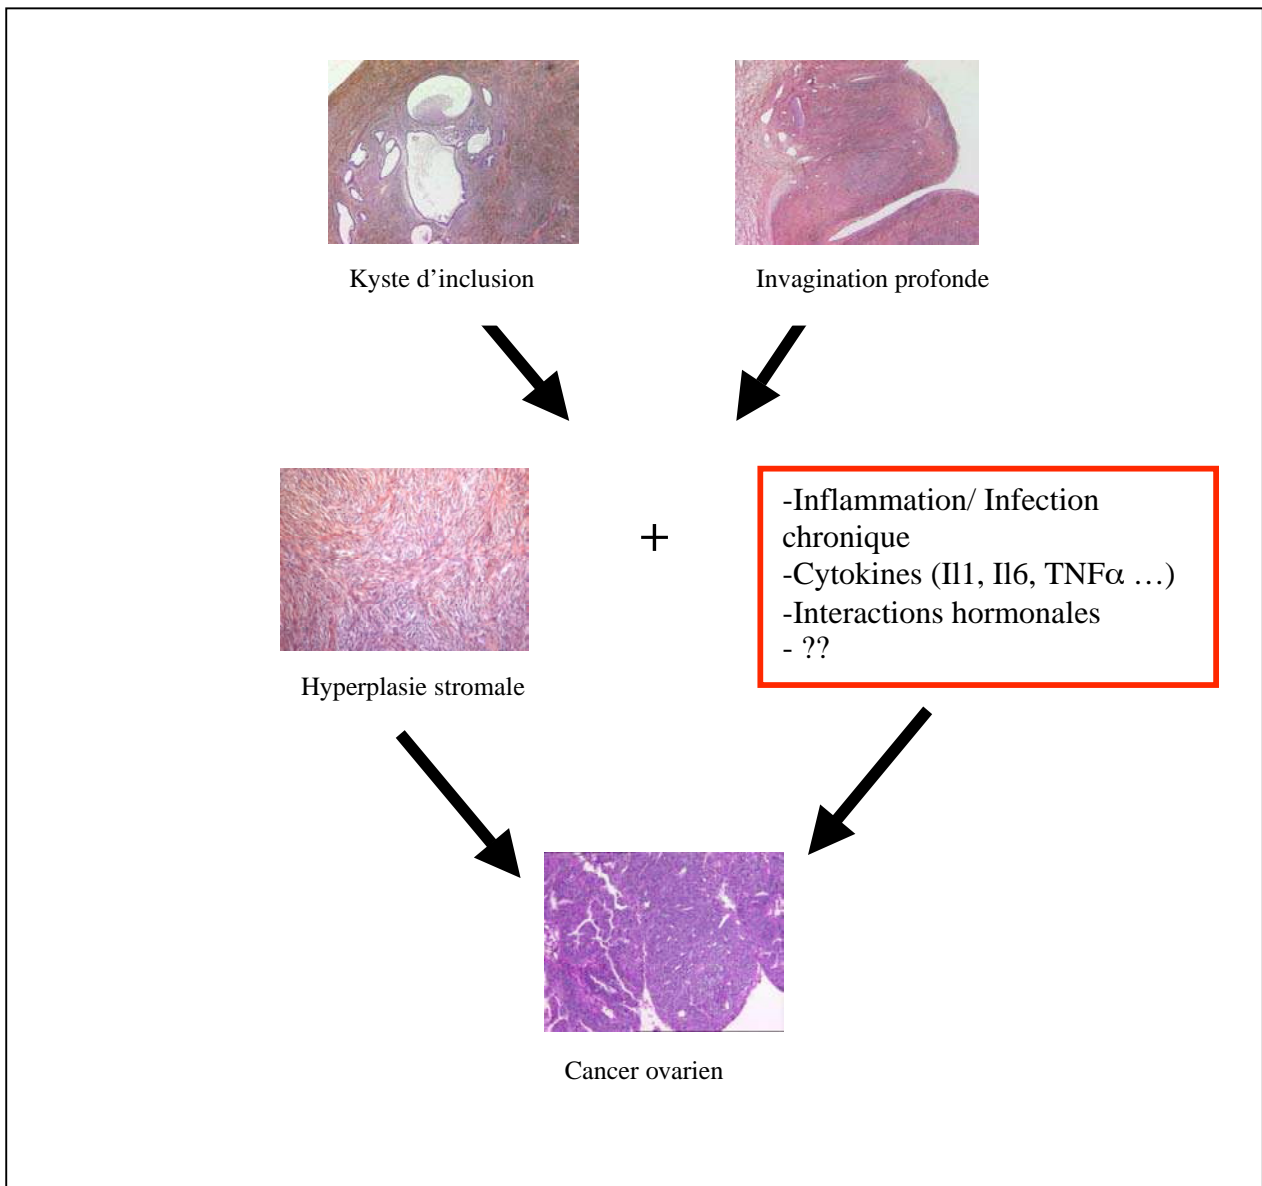 Kyste d’inclusion
Invagination profonde
+
-Inflammation/ Infection
chronique
-Cytokines (Il1, Il6, TNFα …)
-Interactions hormonales
- ??
Hyperplasie stromale
Cancer ovarien